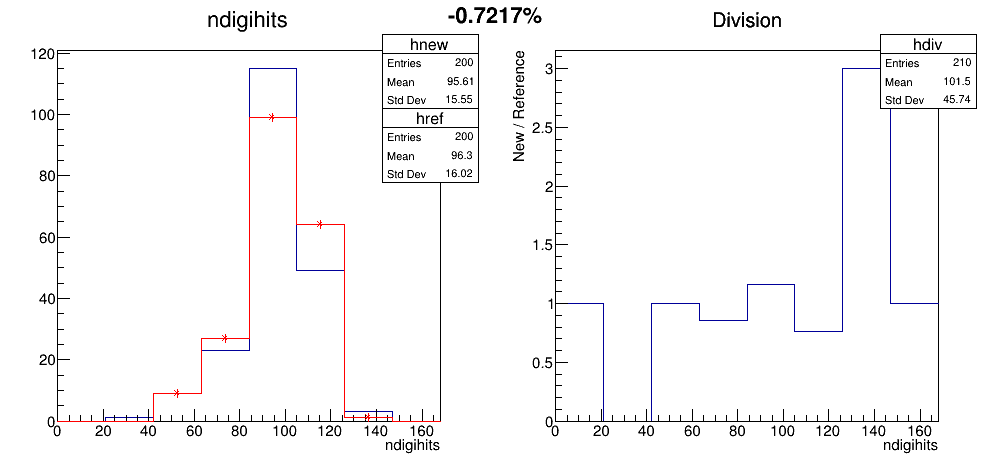 -0.7217%
ndigihits
hnew
Entries 200
Mean 95.61
Std Dev 15.55
href
Entries 200
Mean 96.3
Std Dev 16.02
120
100
80
60
40
20
0
0 20 40 60 80 100 120 140 160
ndigihits
Division
hdiv
Entries 210
Mean 101.5
Std Dev 45.74
New / Reference
3
2.5
2
1.5
1
0.5
0
0 20 40 60 80 100 120 140 160
ndigihits